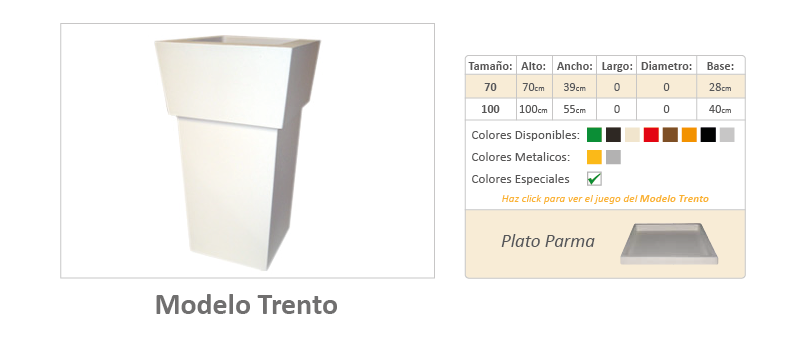 Tamaño: Alto: Ancho: Largo: Diametro: Base:
70 70cm 39cm 0 0 28cm
100 100cm 55cm 0 0 40cm
Colores Disponibles:
Colores Metalicos:
Colores Especiales
Haz click para ver el juego del Modelo Trento
Plato Parma
Modelo Trento